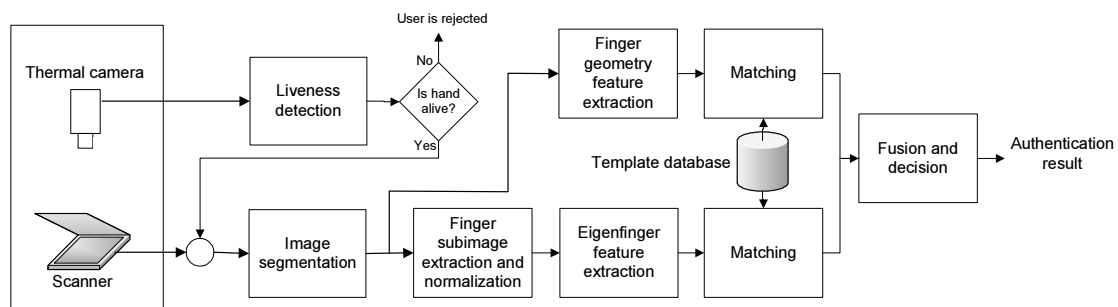 User is rejected
Thermal camera
No
Liveness
detection
Is hand
alive?
Yes
Finger
geometry
feature
extraction
Matching
Template database
Fusion and
decision
Authentication
result
Scanner
Image
segmentation
Finger
subimage
extraction and
normalization
Eigenfinger
feature
extraction
Matching